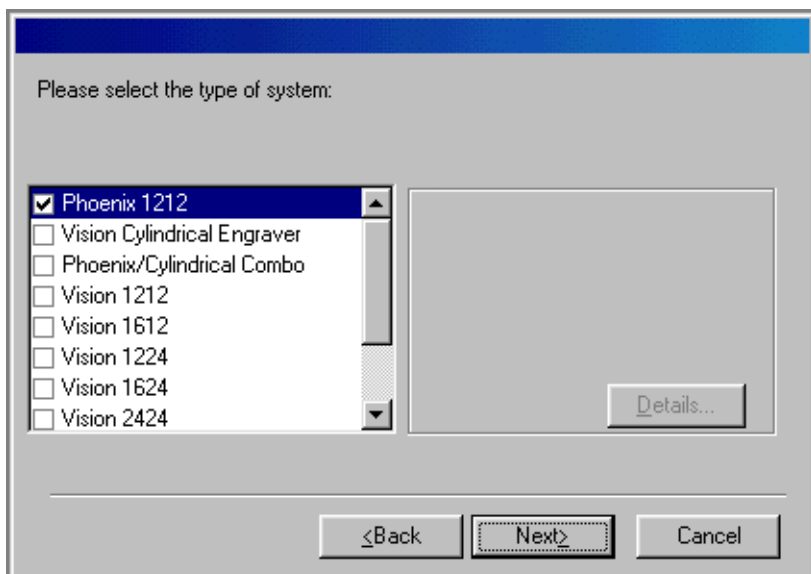 Please select the type of system:
Phoenix 1212
Vision Cylindrical Engraver
Phoenix/Cylindrical Combo
Vision 1212
Vision 1612
Vision 1224
Vision 1624
Vision 2424
Details...
<Back
Next>
Cancel